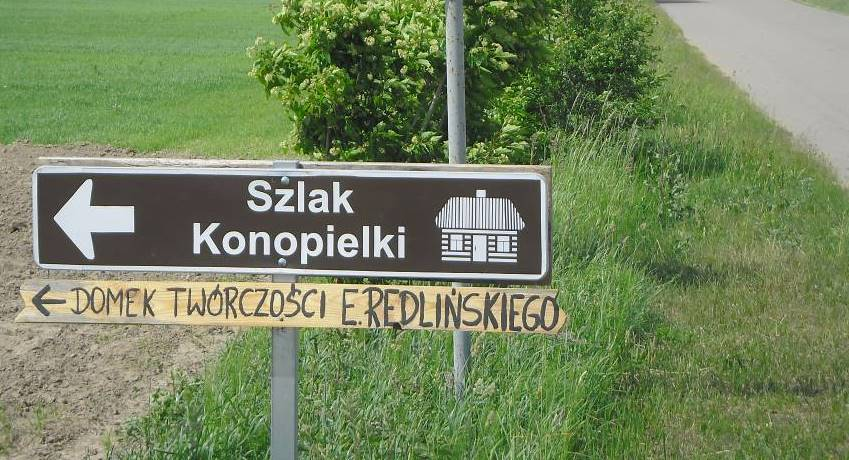 Szlak
Konopielki
DOMEK TWÓRCZOŚCI E. REDLIŃSKIEGO